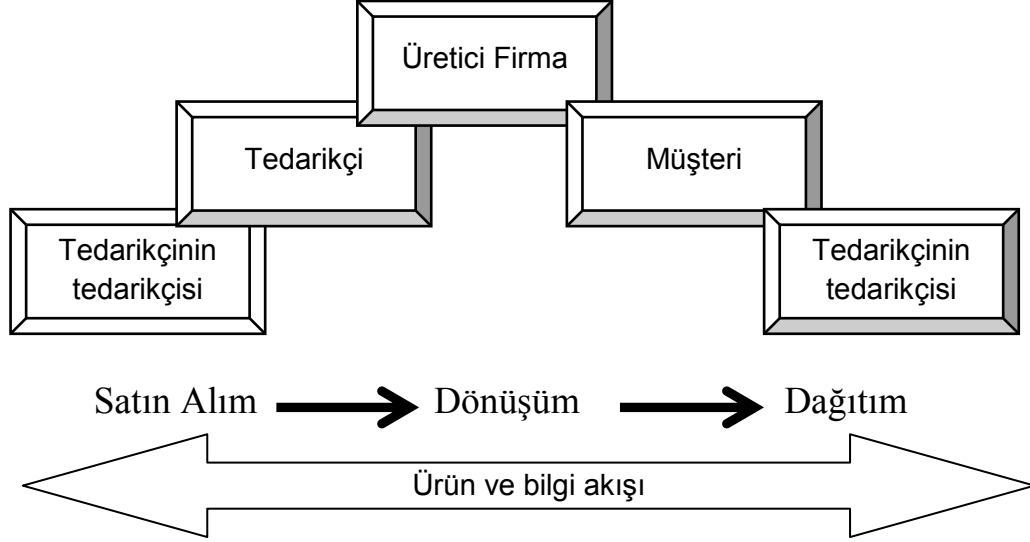 Üretici Firma
Tedarikçi
Müşteri
Tedarikçinin
tedarikçisi
Tedarikçinin
tedarikçisi
Satın Alım
Dönüşüm
Dağıtım
Ürün ve bilgi akışı